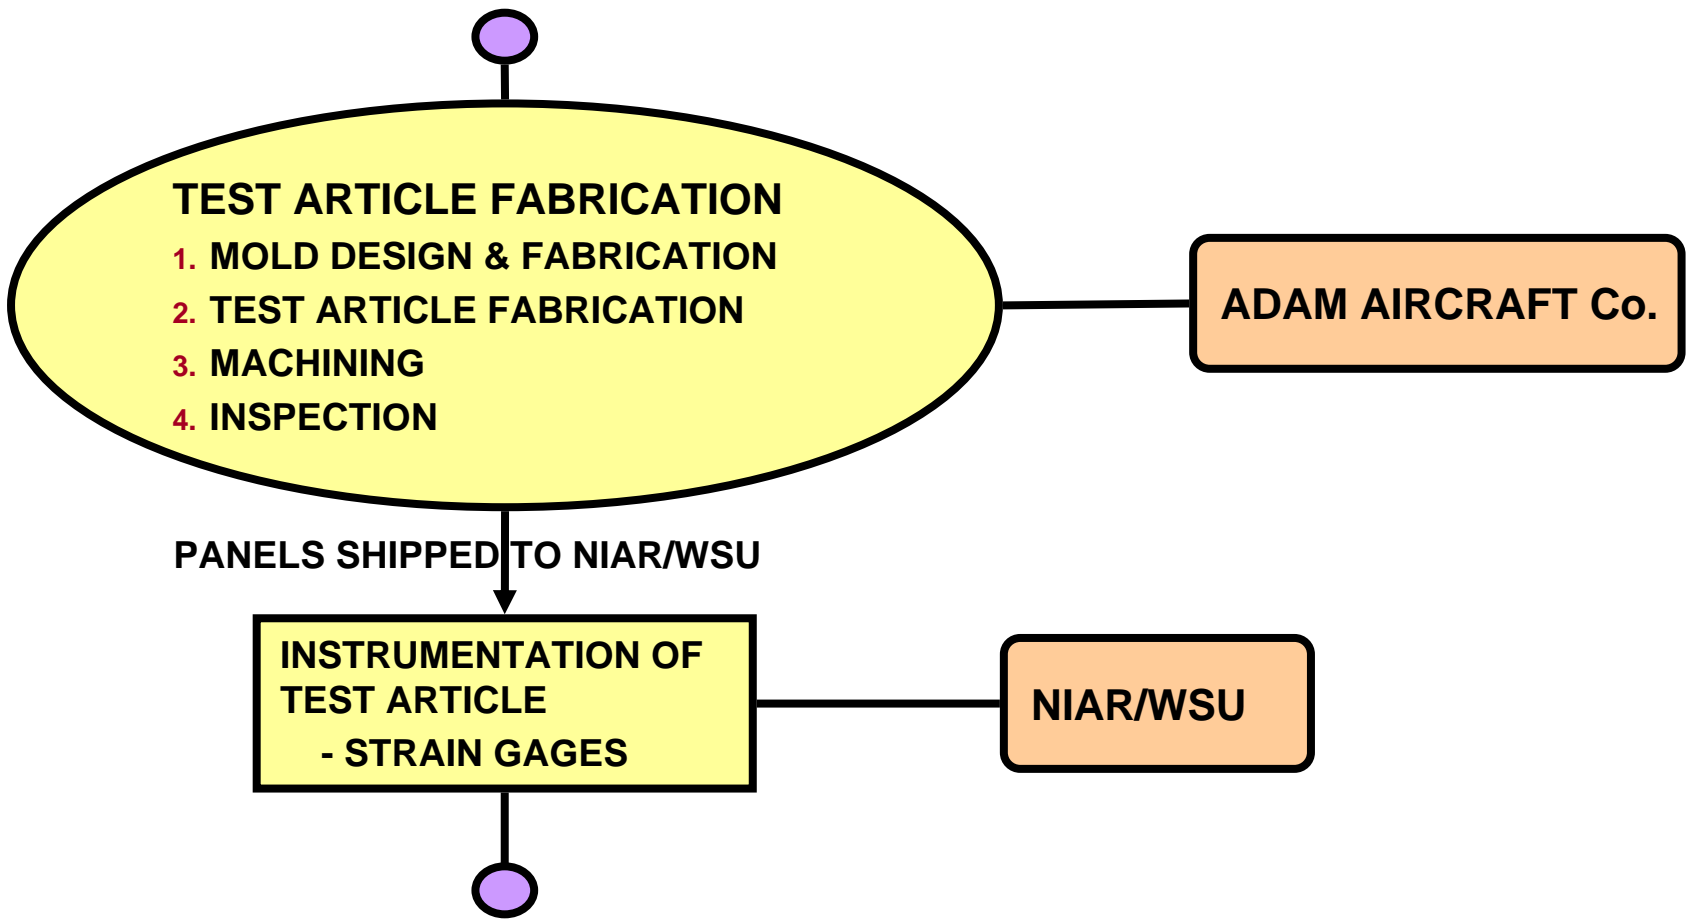 TEST ARTICLE FABRICATION
1. MOLD DESIGN & FABRICATION
2. TEST ARTICLE FABRICATION
3. MACHINING
4. INSPECTION
ADAM AIRCRAFT Co.
PANELS SHIPPED TO NIAR/WSU
INSTRUMENTATION OF
TEST ARTICLE
- STRAIN GAGES
NIAR/WSU